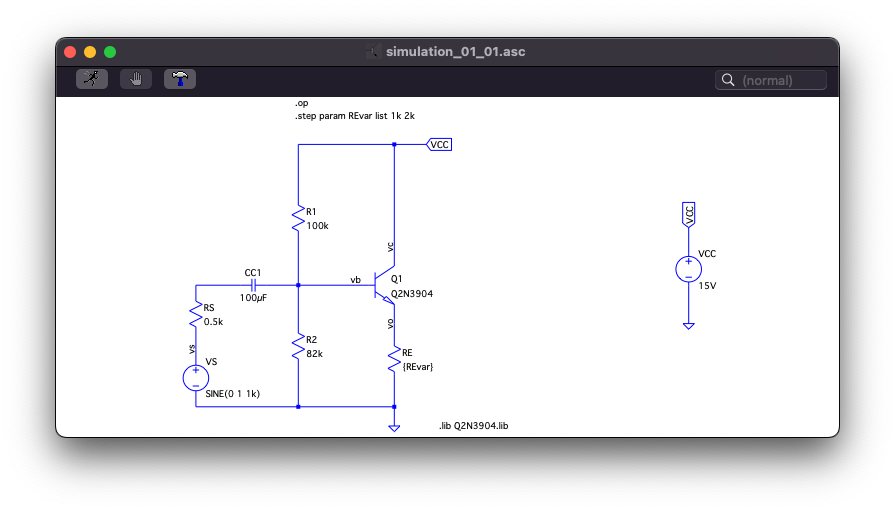 simulation_01_01.asc
(normal)
.op
.step param REvar list 1k 2k
VCC
R1
100k
vc
VCC
VCC
15V
CC1
100µF
vb
Q1
Q2N3904
RS
0.5k
vo
R2
82k
RE
{REvar}
vs
VS
SINE(0 1 1k)
.lib Q2N3904.lib